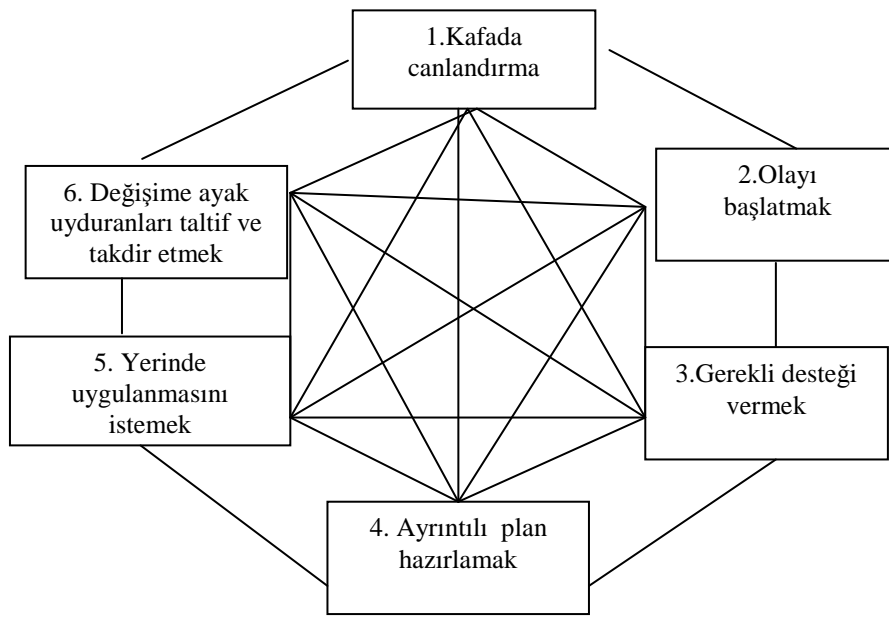 1.Kafada
canlandırma
2.Olayı
başlatmak
3.Gerekli desteği
vermek
4. Ayrıntılı plan
hazırlamak
5. Yerinde
uygulanmasını
istemek
6. Değişime ayak
uyduranları taltif ve
takdir etmek